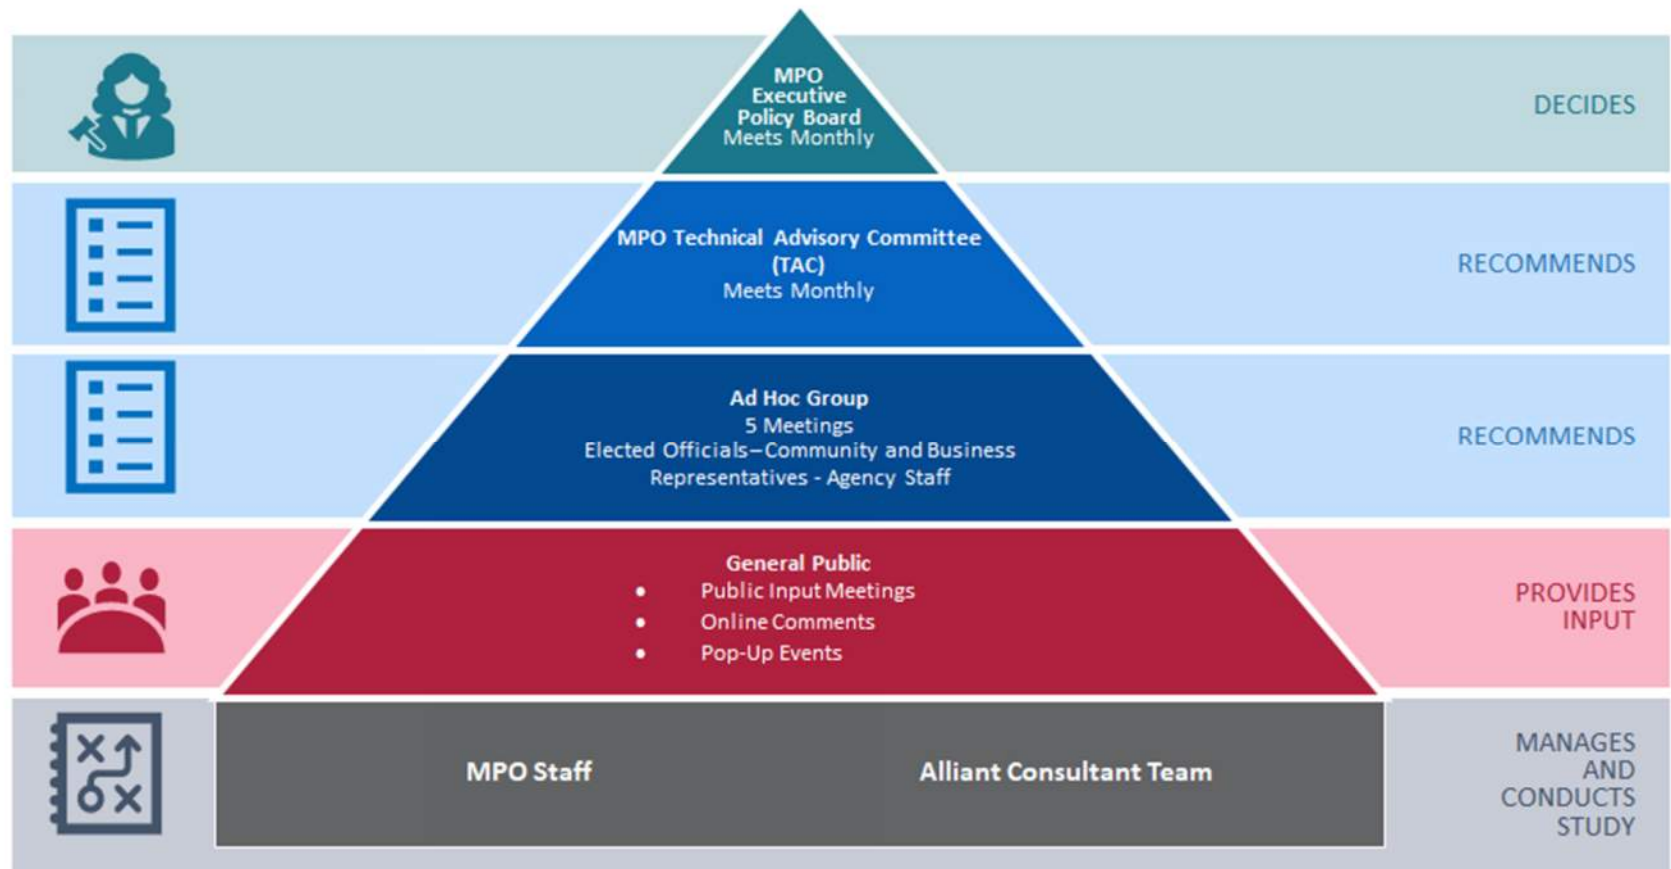 MPO
Executive
Policy Board
Meets Monthly
DECIDES
MPO Technical Advisory Committee
(TAC)
Meets Monthly
RECOMMENDS
Ad Hoc Group
5 Meetings
Elected Officials–Community and Business
Representatives - Agency Staff
RECOMMENDS
General Public
• Public Input Meetings
• Online Comments
• Pop-Up Events
PROVIDES
INPUT
MPO Staff
Alliant Consultant Team
MANAGES
AND
CONDUCTS
STUDY